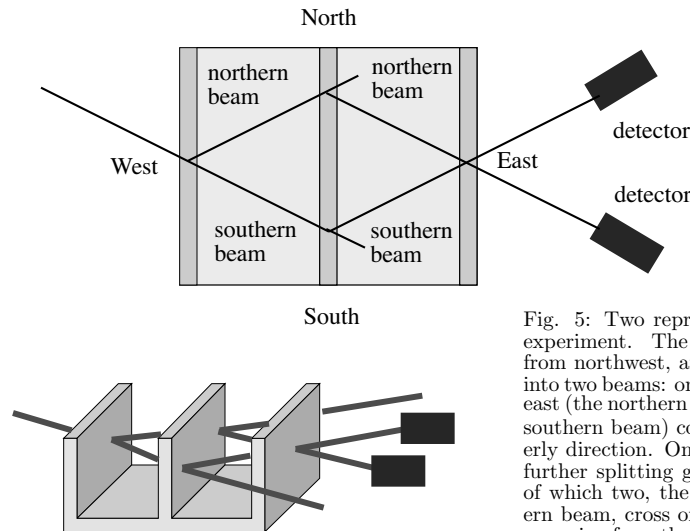 North
northern
beam
northern
beam
detector
West
East
detector
southern
beam
southern
beam
South
Fig. 5: Two repr
experiment. The
from northwest, a
into two beams: on
east (the northern
southern beam) co
erly direction. On
further splitting g
of which two, the
ern beam, cross o